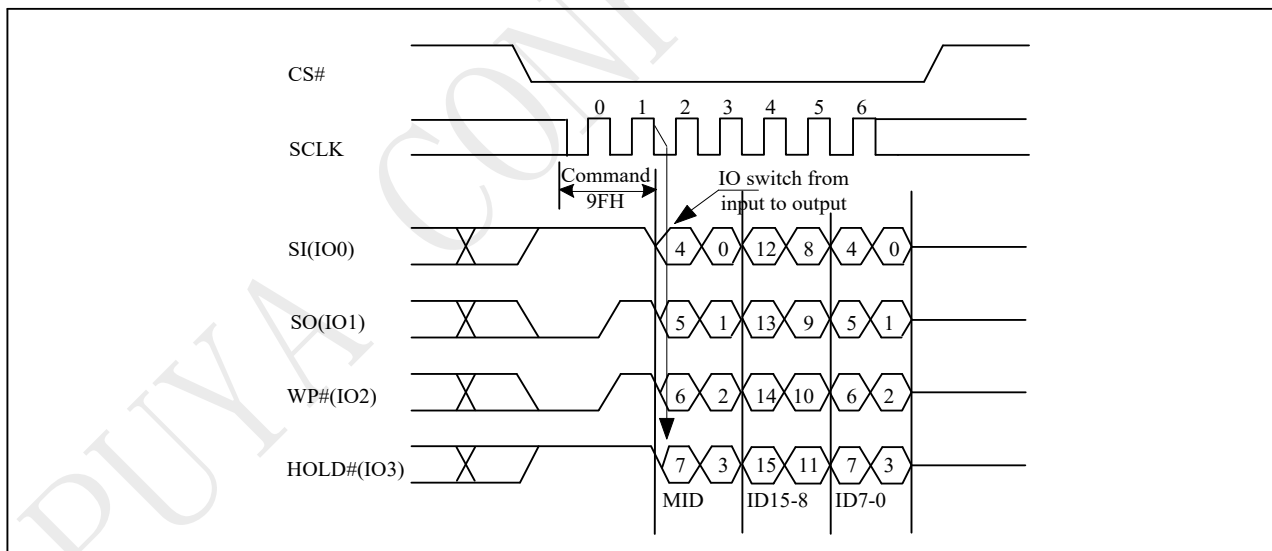 PUYA CONF
CS#
0 1 2 3 4 5 6
SCLK
Command
9FH
IO switch from
input to output
SI(IO0)
4 0 12 8 4 0
SO(IO1)
5 1 13 9 5 1
WP#(IO2)
6 2 14 10 6 2
HOLD#(IO3)
7 3 15 11 7 3
MID ID15-8 ID7-0